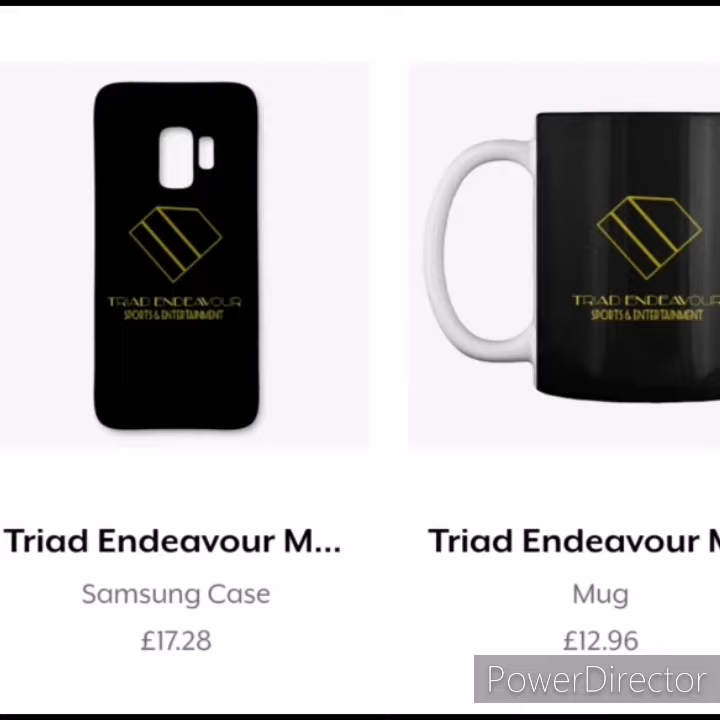 TRIAD ENDEAVOUR
SPORTS & ENTERTAINMENT
TRIAD ENDEAVOUR
SPORTS & ENTERTAINMENT
Triad Endeavour M...
Triad Endeavour M
Samsung Case
Mug
£17.28
£12.96
PowerDirector